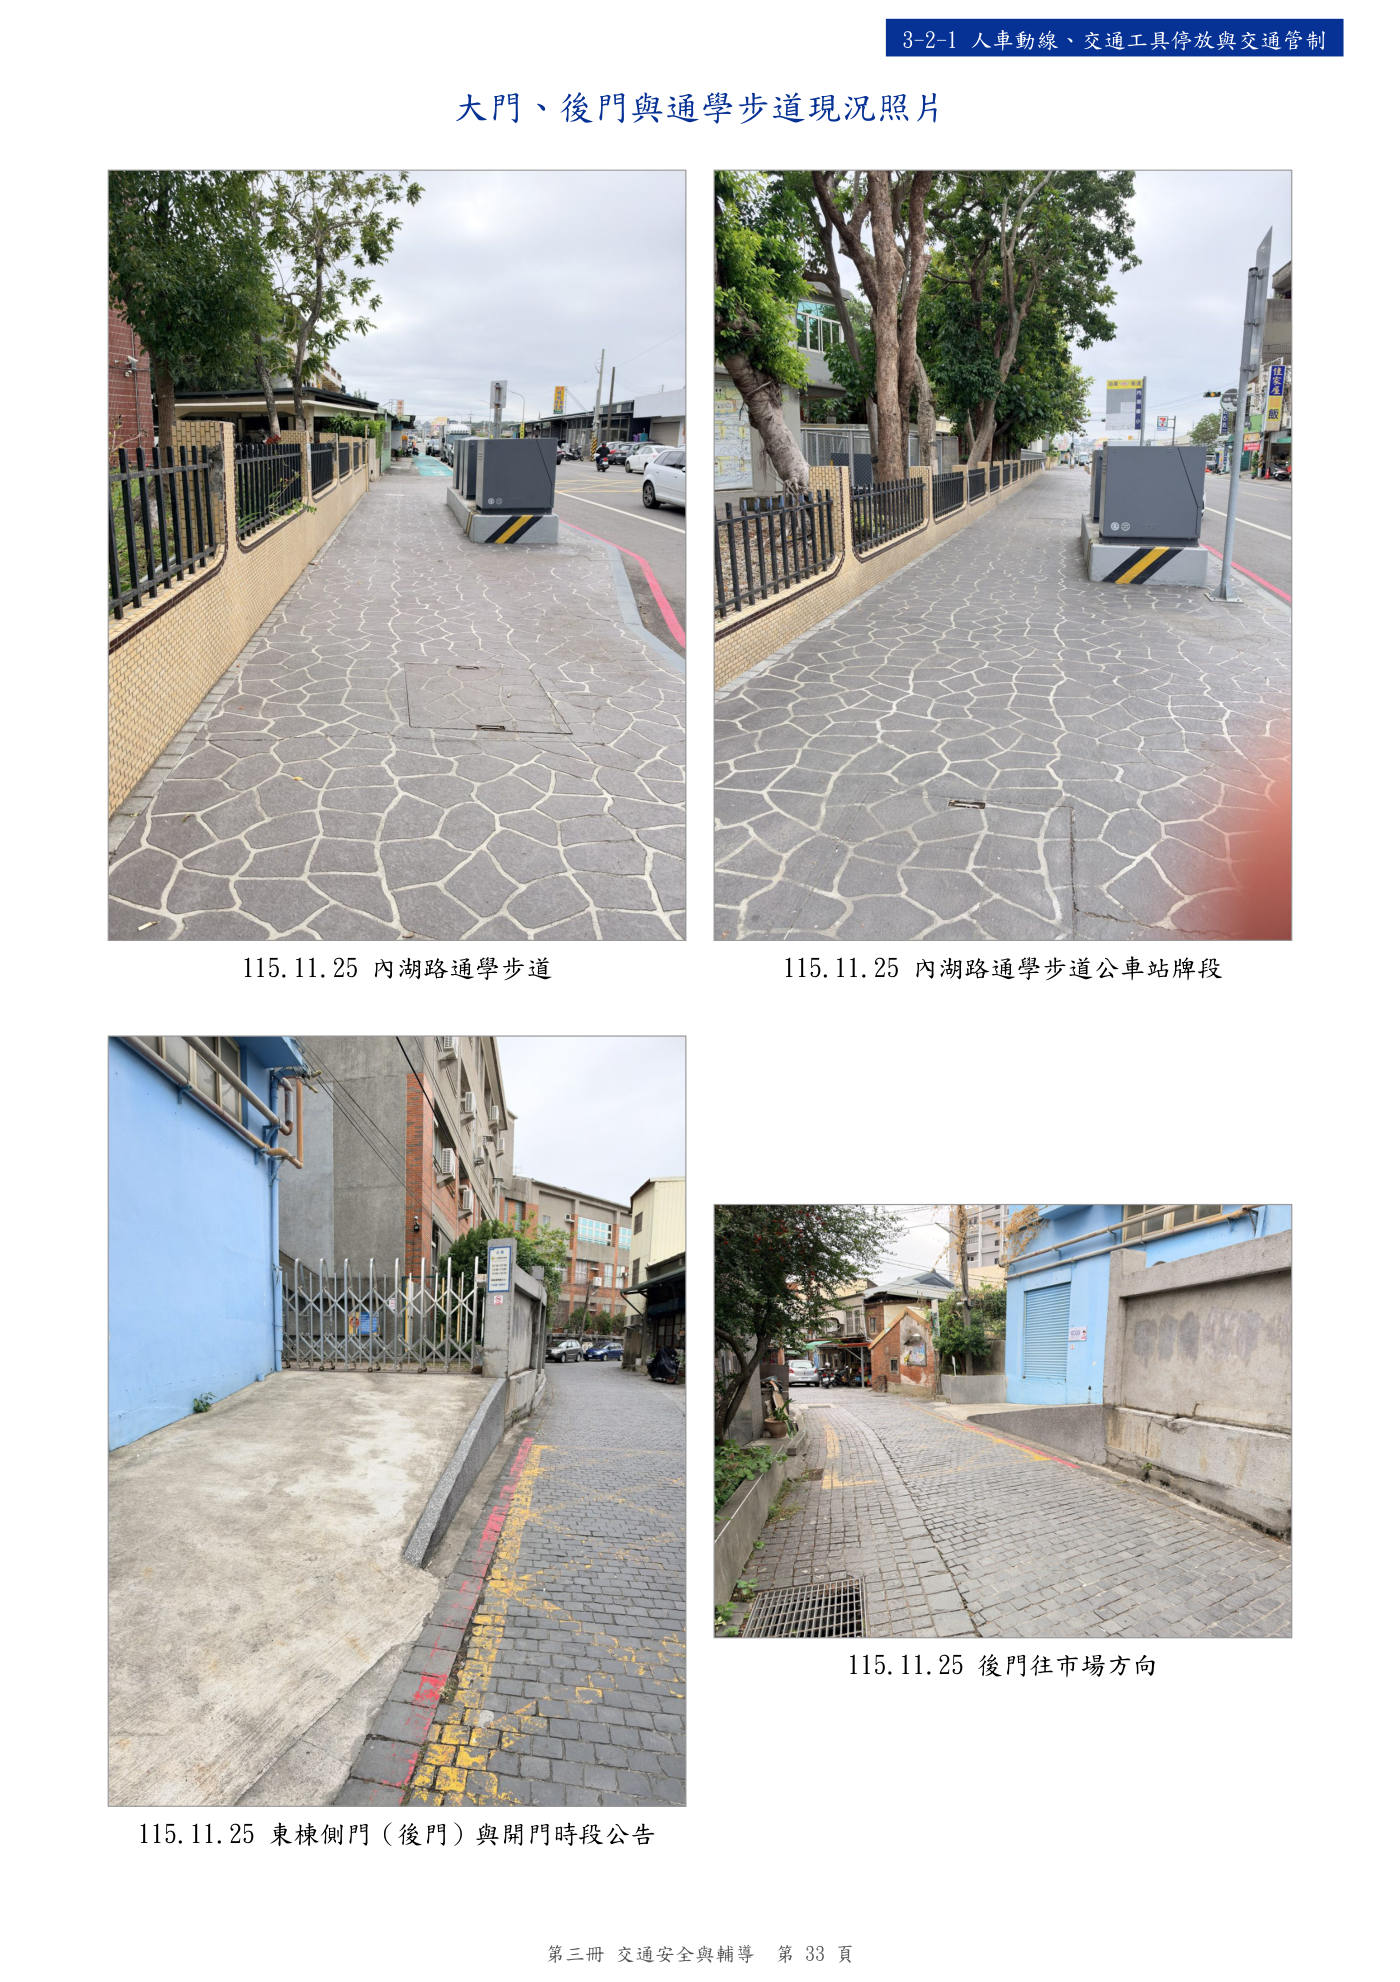 3-2-1 人車動線、交通工具停放與交通管制
大門、後門與通學步道現況照片
住家屋
飯
115.11.25 內湖路通學步道
115.11.25 內湖路通學步道公車站牌段
115.11.25 後門往市場方向
115.11.25 東棟側門（後門）與開門時段公告
第三冊 交通安全與輔導　第 33 頁